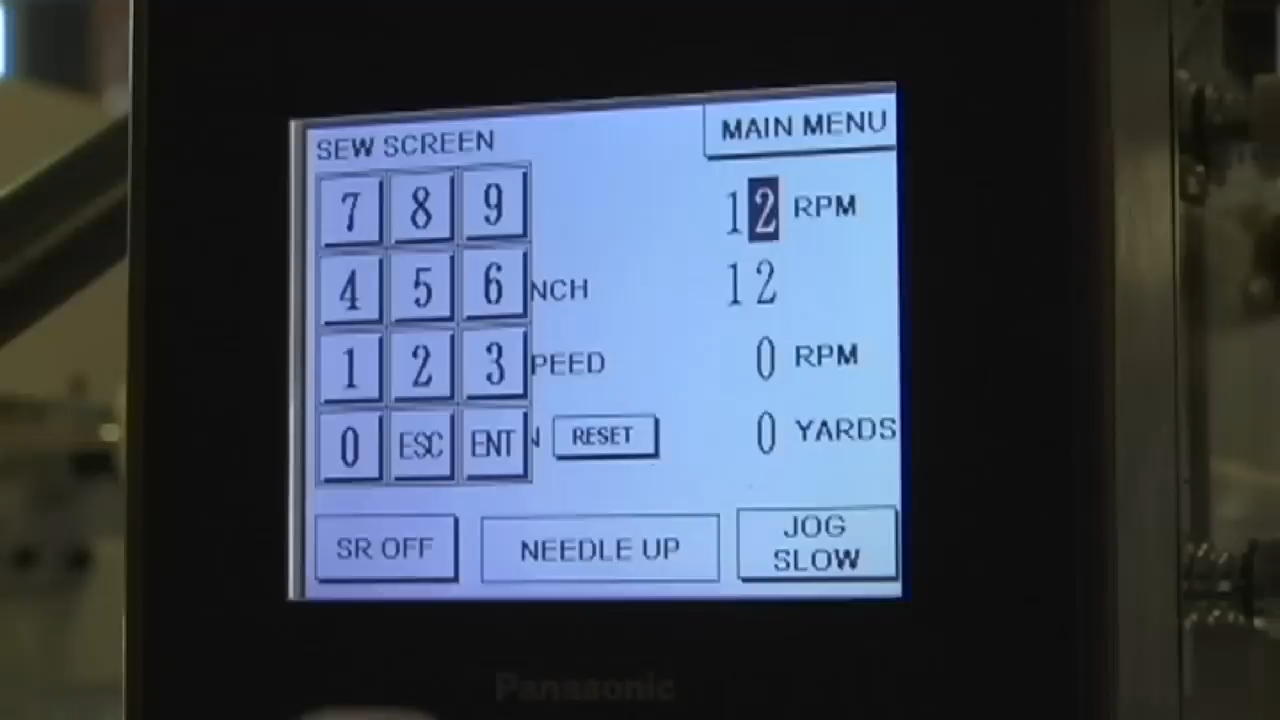 SEW SCREEN MAIN MENU
7 8 9 12 RPM
4 5 6 NCH 12
1 2 3 PEED 0 RPM
0 ESC ENT N RESET 0 YARDS
SR OFF NEEDLE UP JOG SLOW
Panasonic